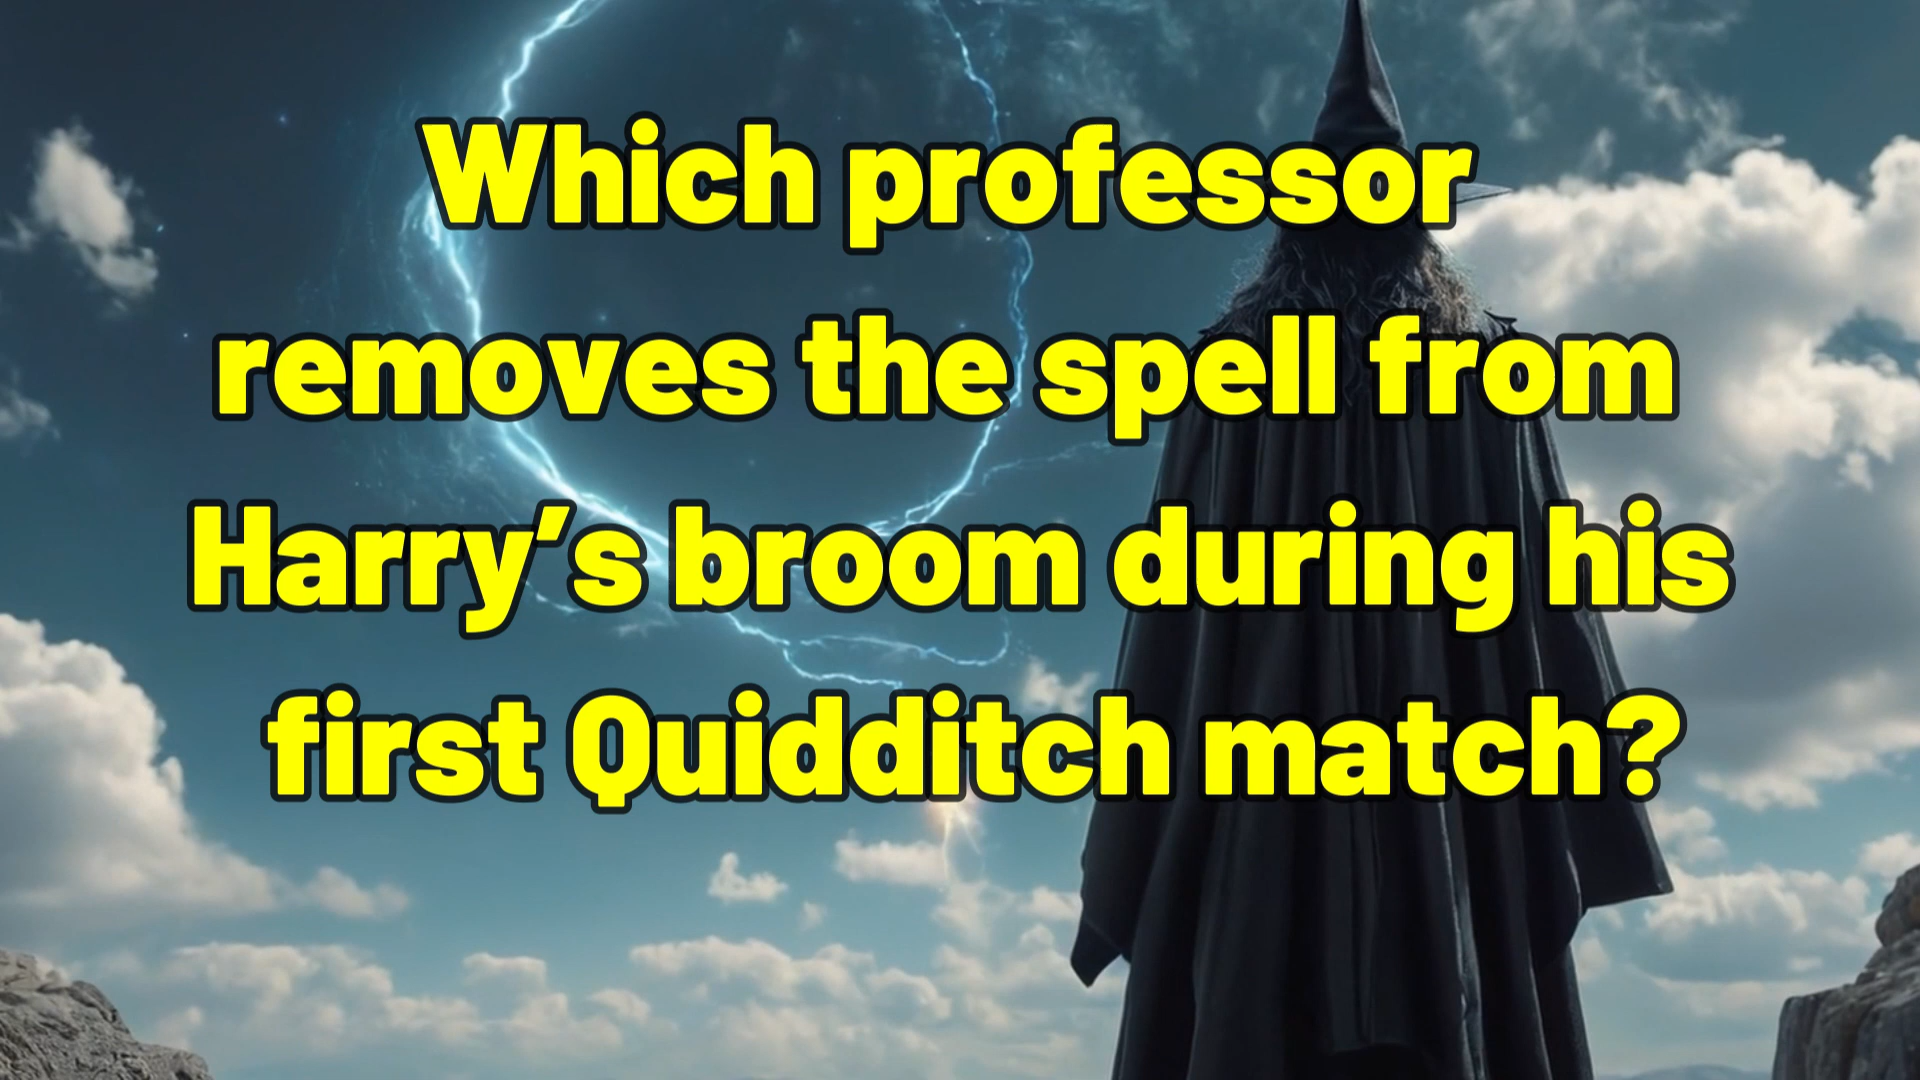 Which professor
removes the spell from
Harry’s broom during his
first Quidditch match?